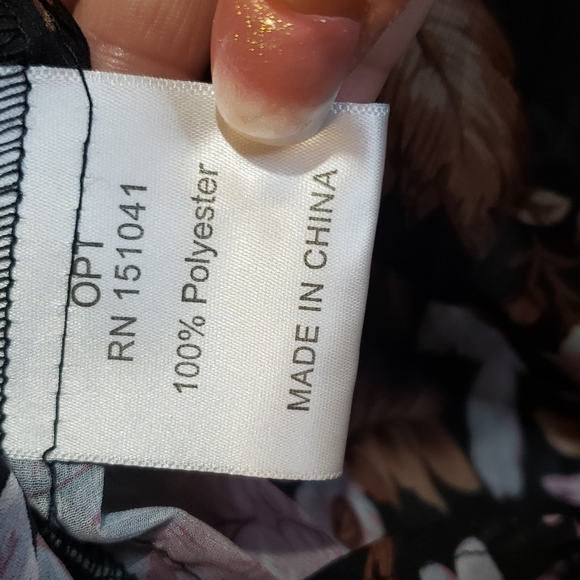 OPT
RN 151041
100% Polyester
MADE IN CHINA